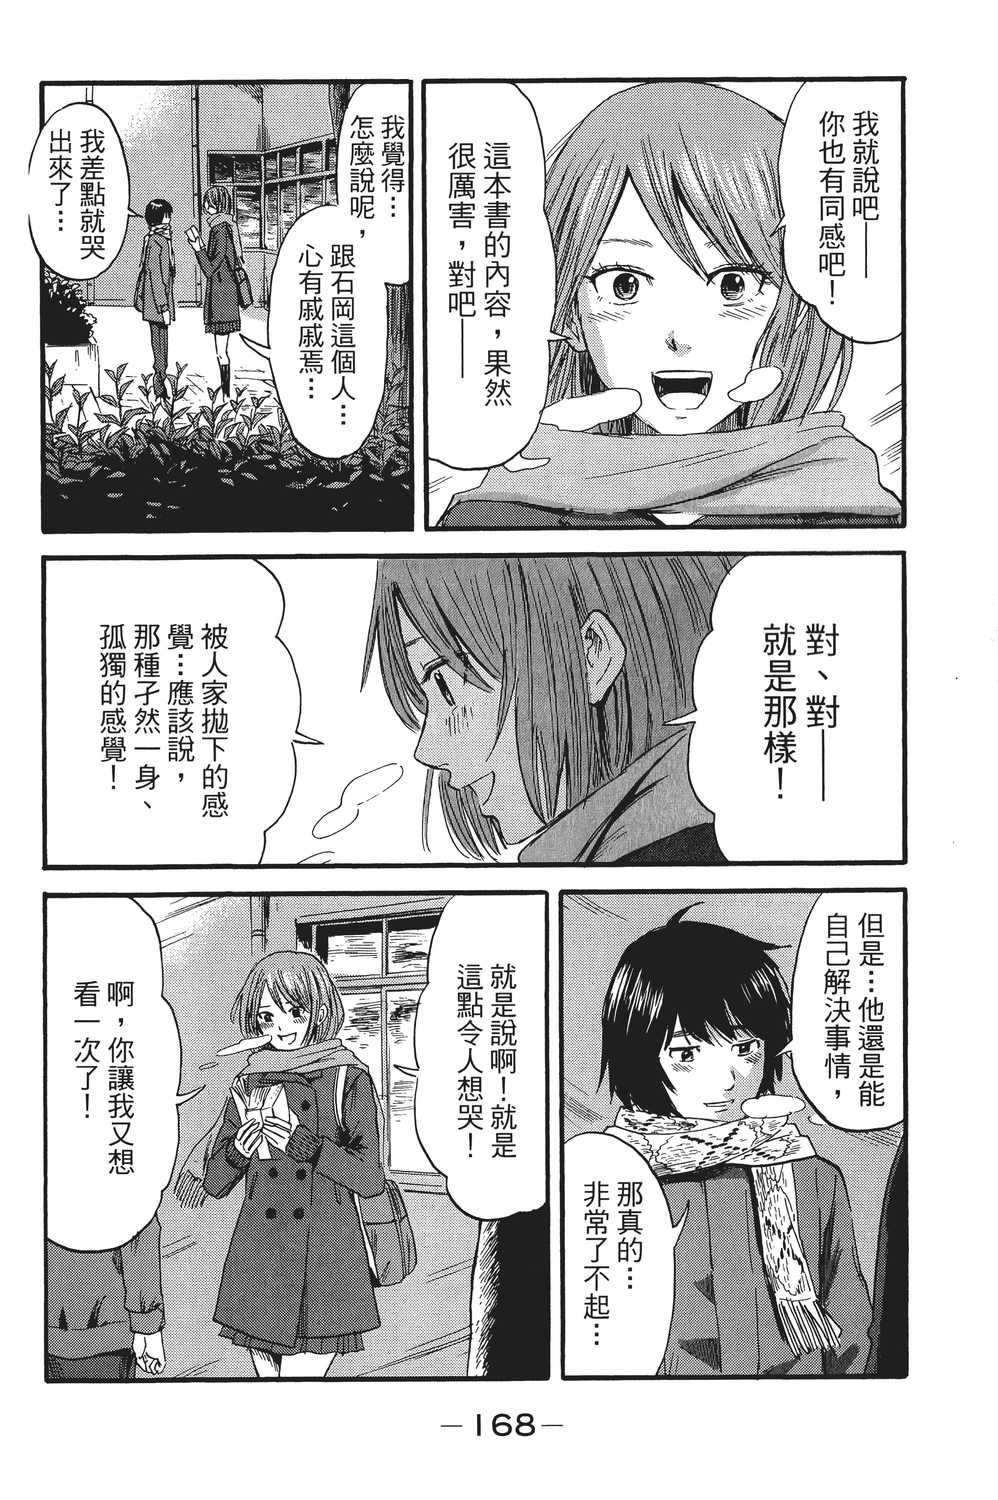 我就說吧——
你也有同感吧！
這本書的內容，果然
很厲害，對吧——
我覺得…
怎麼說呢，
跟石岡這個人…
心有戚戚焉…
我差點就哭
出來了…
對、對——
就是那樣！
被人家拋下的感
覺…應該說，
那種孑然一身、
孤獨的感覺！
但是…他還是能
自己解決事情，
那真的…
非常了不起…
就是說啊！就是
這點令人想哭！
啊，你讓我又想
看一次了！
—168—